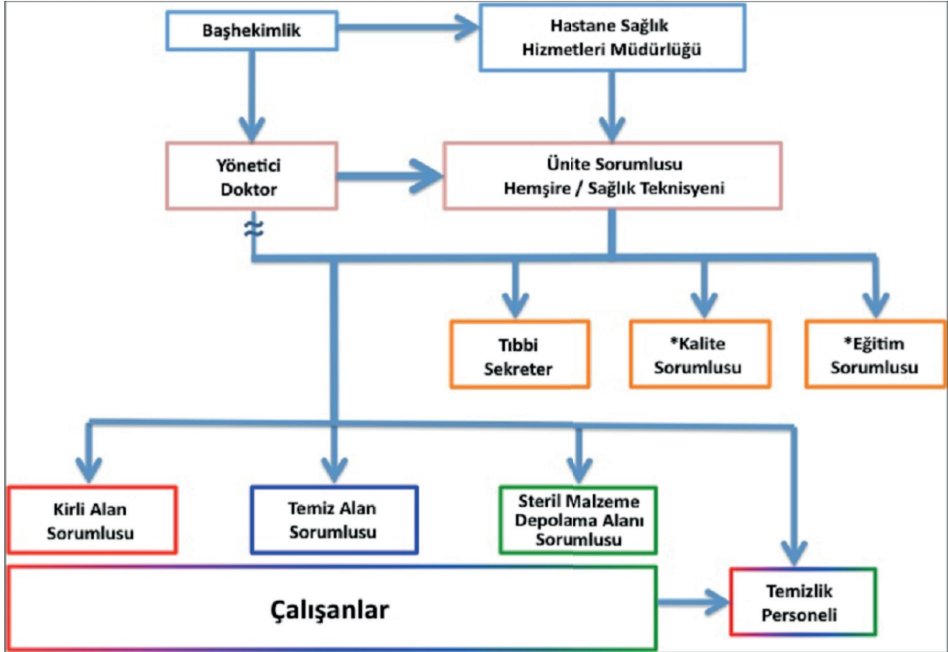 Başhekimlik
Hastane Sağlık
Hizmetleri Müdürlüğü
Yönetici
Doktor
Ünite Sorumlusu
Hemşire / Sağlık Teknisyeni
Tıbbi
Sekreter
*Kalite
Sorumlusu
*Eğitim
Sorumlusu
Kirli Alan
Sorumlusu
Temiz Alan
Sorumlusu
Steril Malzeme
Depolama Alanı
Sorumlusu
Çalışanlar
Temizlik
Personeli